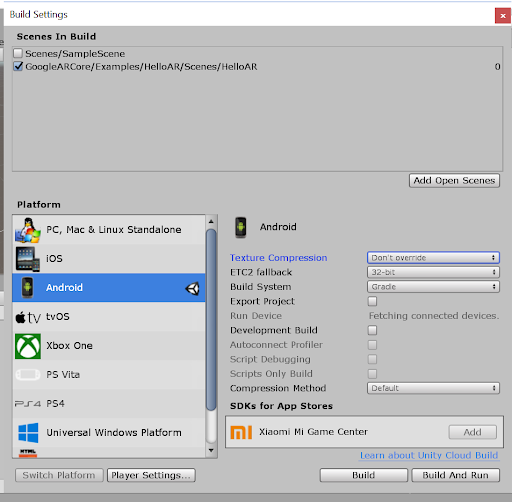 Build Settings
Scenes In Build
Scenes/SampleScene
GoogleARCore/Examples/HelloAR/Scenes/HelloAR 0
Add Open Scenes
Platform
PC, Mac & Linux Standalone
iOS
Android
tv tvOS
Xbox One
PS Vita
PS4
Universal Windows Platform
HTML
Switch Platform
Player Settings...
Android
Texture Compression Don't override
ETC2 fallback 32-bit
Build System Gradle
Export Project
Run Device Fetching connected devices.
Development Build
Autoconnect Profiler
Script Debugging
Scripts Only Build
Compression Method Default
SDKs for App Stores
Xiaomi Mi Game Center Add
Learn about Unity Cloud Build
Build
Build And Run